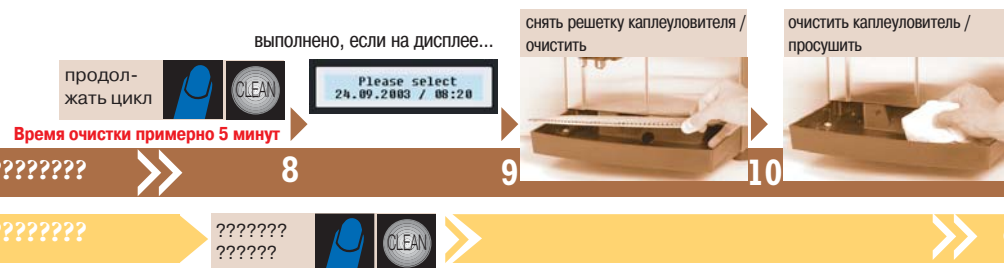 снять решетку каплеуловителя /
очистить
очистить каплеуловитель /
просушить
выполнено, если на дисплее...
продол-
жать цикл
CLEAN
Please select
24.09.2003 / 08:20
Время очистки примерно 5 минут
????????
8
9
10
????????
???????
??????
CLEAN